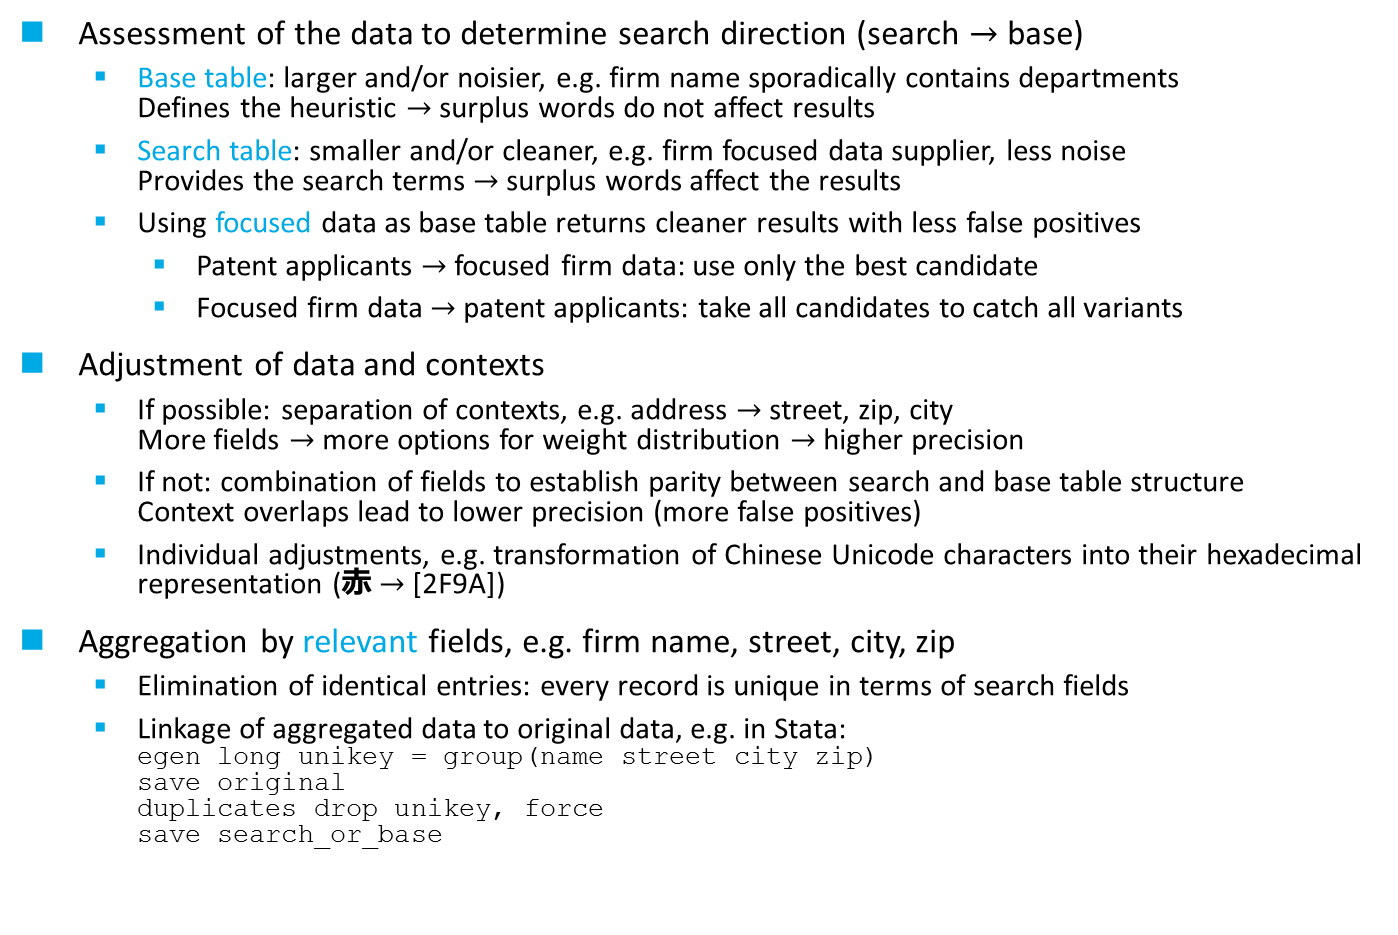 Assessment of the data to determine search direction (search → base)
Base table: larger and/or noisier, e.g. firm name sporadically contains departments
Defines the heuristic → surplus words do not affect results
Search table: smaller and/or cleaner, e.g. firm focused data supplier, less noise
Provides the search terms → surplus words affect the results
Using focused data as base table returns cleaner results with less false positives
Patent applicants → focused firm data: use only the best candidate
Focused firm data → patent applicants: take all candidates to catch all variants
Adjustment of data and contexts
If possible: separation of contexts, e.g. address → street, zip, city
More fields → more options for weight distribution → higher precision
If not: combination of fields to establish parity between search and base table structure
Context overlaps lead to lower precision (more false positives)
Individual adjustments, e.g. transformation of Chinese Unicode characters into their hexadecimal
representation (赤 → [2F9A])
Aggregation by relevant fields, e.g. firm name, street, city, zip
Elimination of identical entries: every record is unique in terms of search fields
Linkage of aggregated data to original data, e.g. in Stata:
egen long unikey = group(name street city zip)
save original
duplicates drop unikey, force
save search_or_base